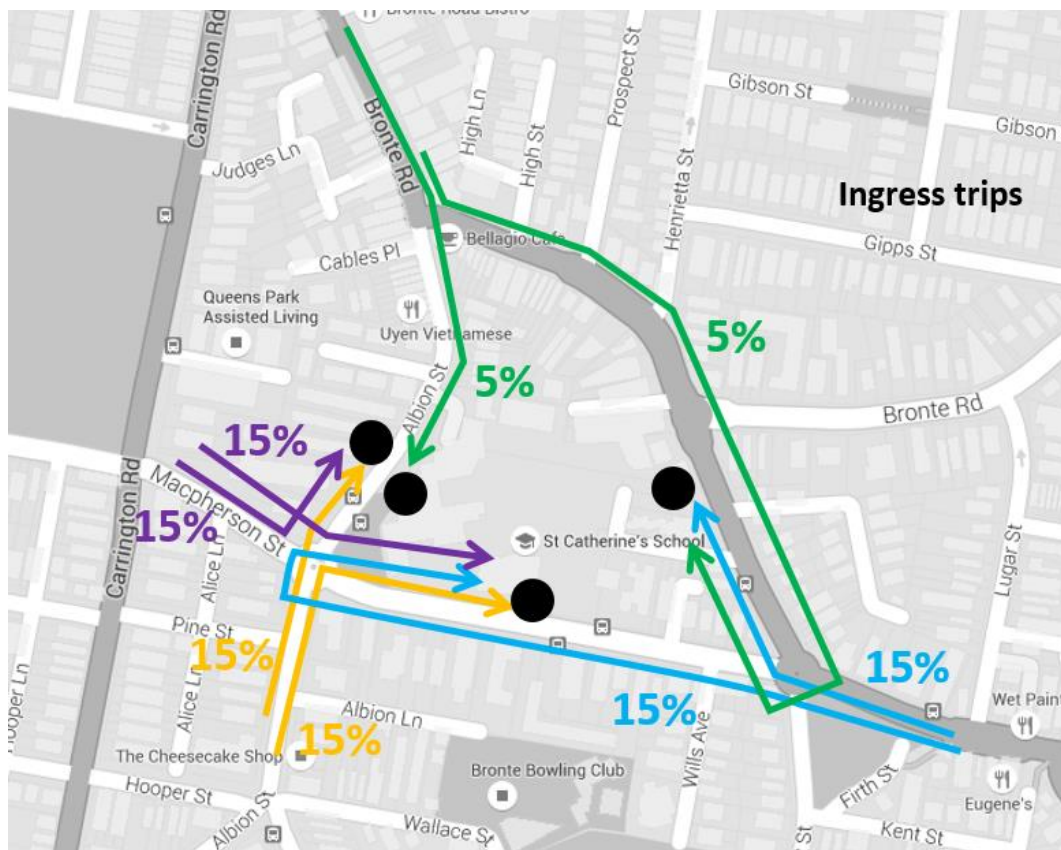 Bronte Road Bistro
Carrington Rd
Prospect St
Gibson St
Gibson
High Ln
High St
Bronte Rd
Judges Ln
Henrietta St
Ingress trips
Bellagio Cafe
Gipps St
Cables Pl
Queens Park
Assisted Living
Uyen Vietnamese
5%
5%
Albion St
Bronte Rd
15%
Macpherson St
15%
St Catherine's School
Lugar St
Carrington Rd
Alice Ln
Pine St
15%
15%
15%
Wet Pain
Hooper Ln
Alice Ln
Albion Ln
15%
The Cheesecake Shop
Wills Ave
Bronte Bowling Club
Firth St
Eugene's
Hooper St
Albion St
Wallace St
Kent St
St